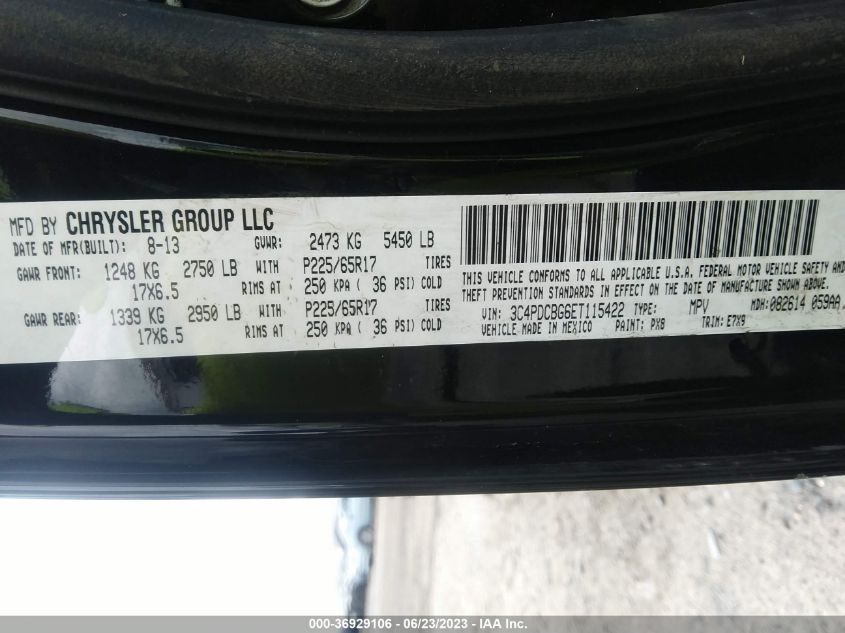 MFD BY CHRYSLER GROUP LLC
DATE OF MFR(BUILT): 8-13 GVWR: 2473 KG 5450 LB
GAWR FRONT: 1248 KG 2750 LB WITH P225/65R17 TIRES
17X6.5 RIMS AT 250 KPA ( 36 PSI) COLD
GAWR REAR: 1339 KG 2950 LB WITH P225/65R17 TIRES
17X6.5 RIMS AT 250 KPA ( 36 PSI) COLD
THIS VEHICLE CONFORMS TO ALL APPLICABLE U.S.A. FEDERAL MOTOR VEHICLE SAFETY AND
THEFT PREVENTION STANDARDS IN EFFECT ON THE DATE OF MANUFACTURE SHOWN ABOVE
VIN: 3C4PDCBG6ET115422 TYPE: MPV MDH: 082614 059AA
VEHICLE MADE IN MEXICO PAINT: PX8 TRIM: E7X9
000-36929106 - 06/23/2023 - IAA Inc.